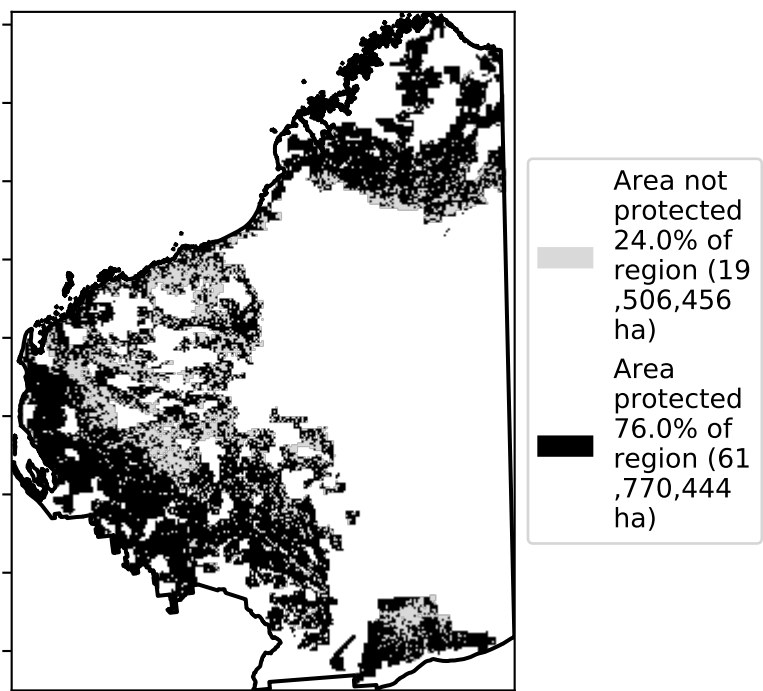 Area not
protected
24.0% of
region (19
,506,456
ha)
Area
protected
76.0% of
region (61
,770,444
ha)